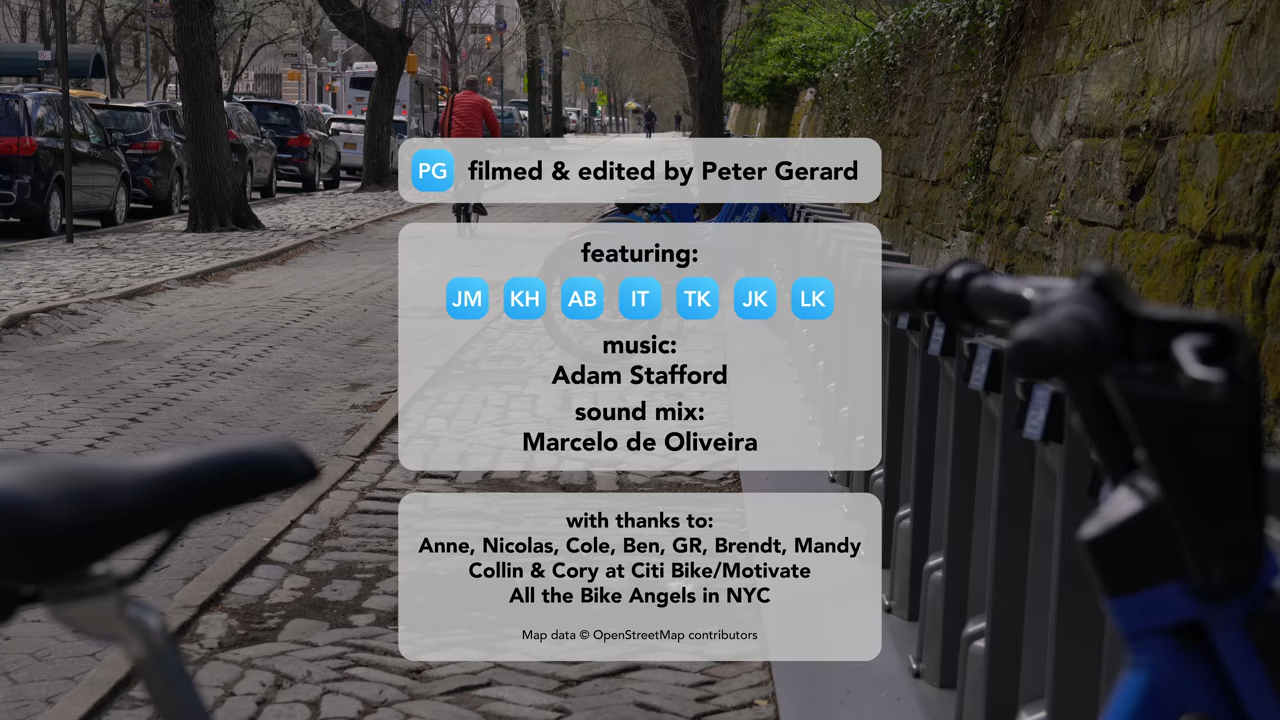 PG filmed & edited by Peter Gerard
featuring:
JM KH AB IT TK JK LK
music:
Adam Stafford
sound mix:
Marcelo de Oliveira
with thanks to:
Anne, Nicolas, Cole, Ben, GR, Brendt, Mandy
Collin & Cory at Citi Bike/Motivate
All the Bike Angels in NYC
Map data © OpenStreetMap contributors